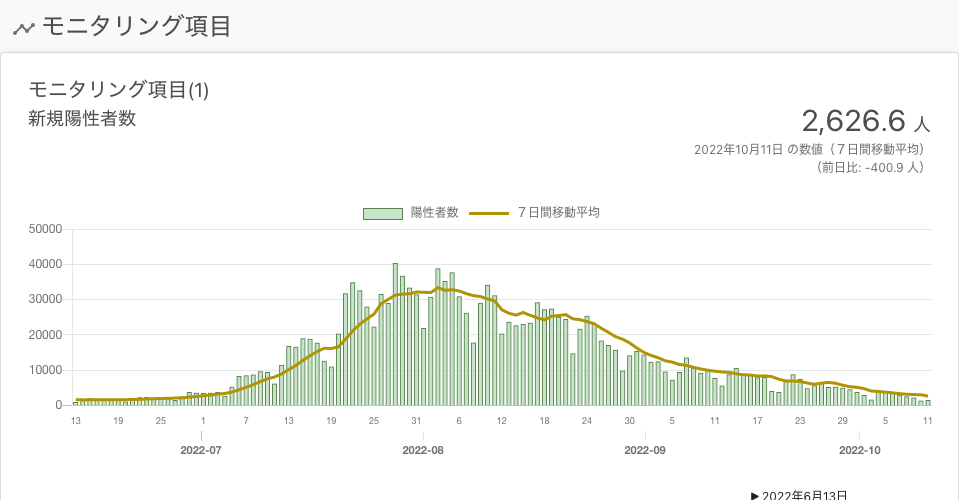 モニタリング項目
モニタリング項目(1)
新規陽性者数
2,626.6 人
2022年10月11日 の数値（７日間移動平均）
（前日比: -400.9 人）
陽性者数 ７日間移動平均
50000
40000
30000
20000
10000
0
13 19 25 1 7 13 19 25 31 6 12 18 24 30 5 11 17 23 29 5 11
2022-07 2022-08 2022-09 2022-10
▶ 2022年6月13日